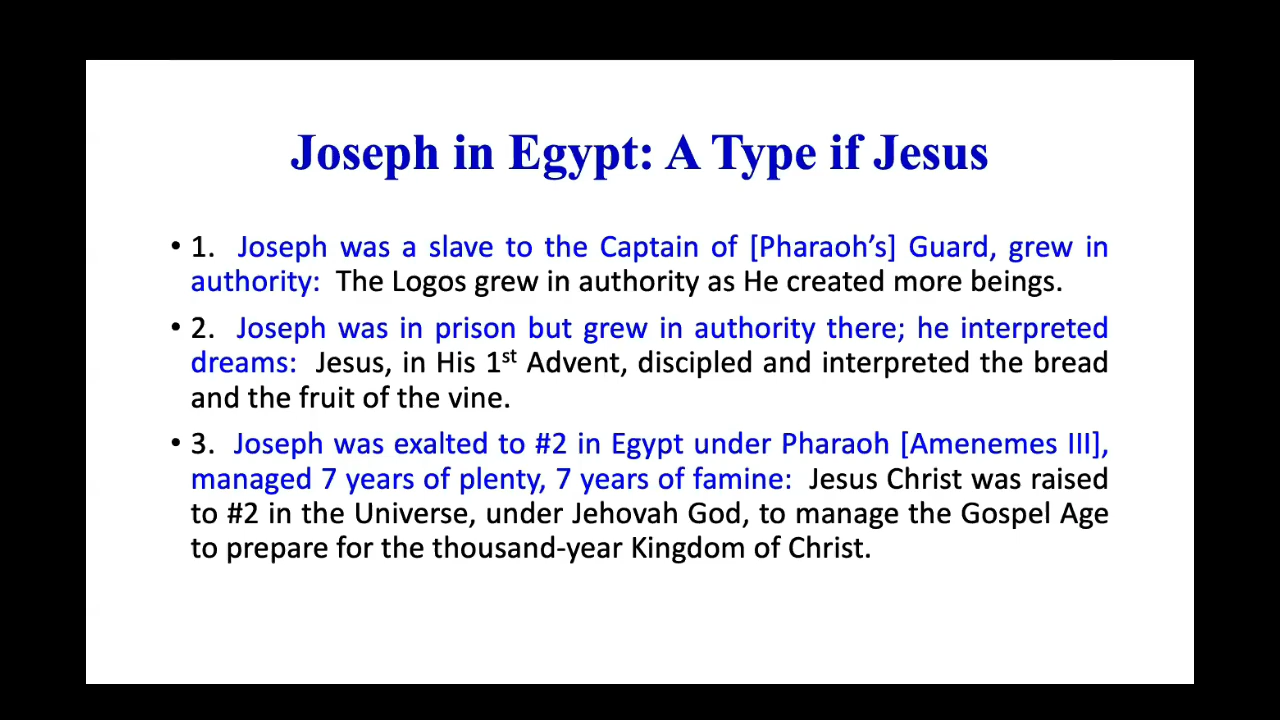 Joseph in Egypt: A Type if Jesus
• 1. Joseph was a slave to the Captain of [Pharaoh’s] Guard, grew in
authority: The Logos grew in authority as He created more beings.
• 2. Joseph was in prison but grew in authority there; he interpreted
dreams: Jesus, in His 1st Advent, discipled and interpreted the bread
and the fruit of the vine.
• 3. Joseph was exalted to #2 in Egypt under Pharaoh [Amenemes III],
managed 7 years of plenty, 7 years of famine: Jesus Christ was raised
to #2 in the Universe, under Jehovah God, to manage the Gospel Age
to prepare for the thousand-year Kingdom of Christ.